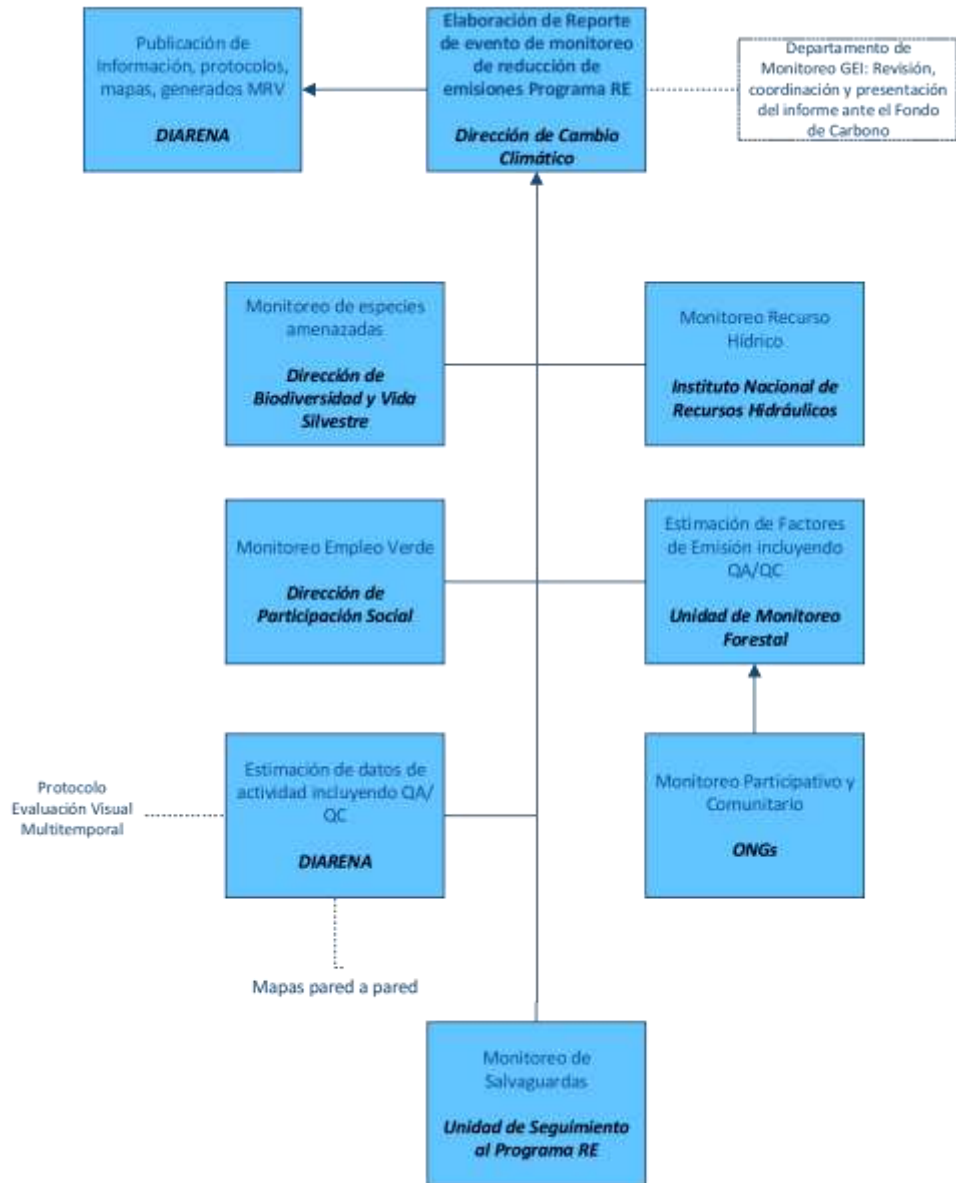 Publicación de
Información, protocolos,
mapas, generados MRV
DIARENA
Elaboración de Reporte
de evento de monitoreo
de reducción de
emisiones Programa RE
Dirección de Cambio
Climático
Departamento de
Monitoreo GEI: Revisión,
coordinación y presentación
del informe ante el Fondo
de Carbono
Monitoreo de especies
amenazadas
Dirección de
Biodiversidad y Vida
Silvestre
Monitoreo Recurso
Hídrico
Instituto Nacional de
Recursos Hidráulicos
Monitoreo Empleo Verde
Dirección de
Participación Social
Estimación de Factores
de Emisión incluyendo
QA/QC
Unidad de Monitoreo
Forestal
Protocolo
Evaluación Visual
Multitemporal
Estimación de datos de
actividad incluyendo QA/
QC
DIARENA
Monitoreo Participativo y
Comunitario
ONGs
Mapas pared a pared
Monitoreo de
Salvaguardas
Unidad de Seguimiento
al Programa RE